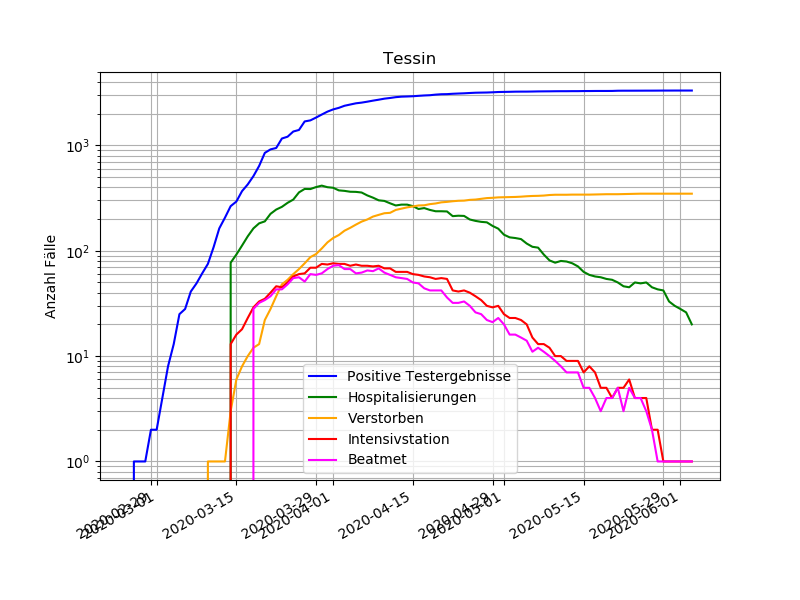 Tessin
Anzahl Fälle
10³
10²
10¹
10⁰
Positive Testergebnisse
Hospitalisierungen
Verstorben
Intensivstation
Beatmet
2020-03-01
2020-03-15
2020-03-29
2020-04-01
2020-04-15
2020-04-29
2020-05-01
2020-05-15
2020-05-29
2020-06-01